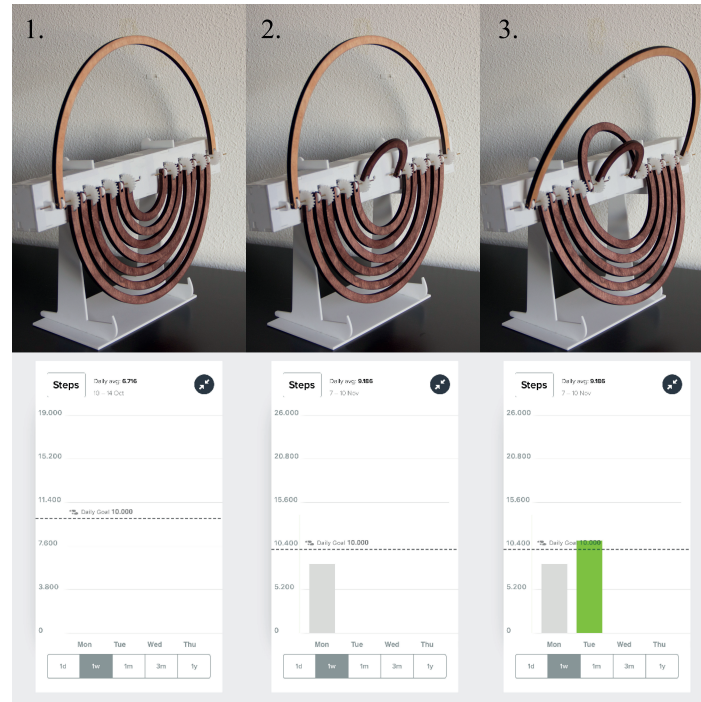 1.
2.
3.
Steps
Daily avg: 6.716
10 – 14 Oct
19.000
15.200
11.400
Daily Goal 10.000
7.600
3.800
0
Mon Tue Wed Thu
1d 1w 1m 3m 1y
Steps
Daily avg: 9.186
7 – 10 Nov
26.000
20.800
15.600
10.400
Daily Goal 10.000
5.200
0
Mon Tue Wed Thu
1d 1w 1m 3m 1y
Steps
Daily avg: 9.186
7 – 10 Nov
26.000
20.800
15.600
10.400
Daily Goal 10.000
5.200
0
Mon Tue Wed Thu
1d 1w 1m 3m 1y